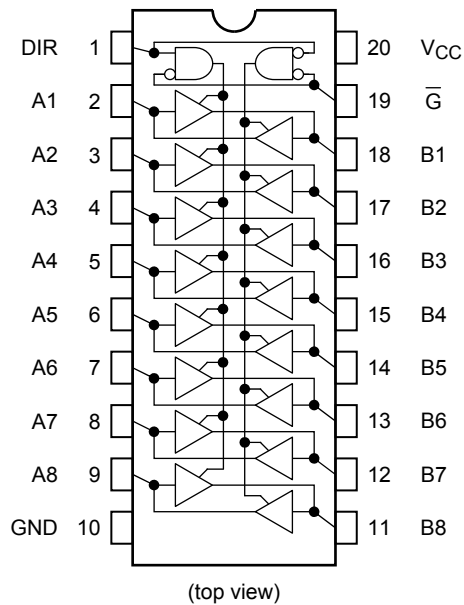 DIR 1 20 VCC
A1 2 19 G̅
A2 3 18 B1
A3 4 17 B2
A4 5 16 B3
A5 6 15 B4
A6 7 14 B5
A7 8 13 B6
A8 9 12 B7
GND 10 11 B8
(top view)